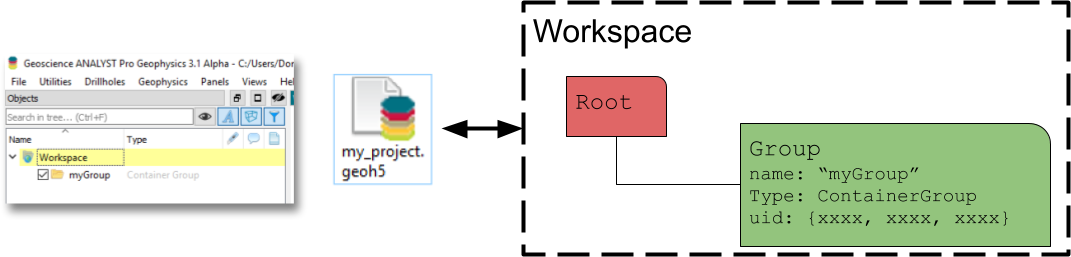 Geoscience ANALYST Pro Geophysics 3.1 Alpha - C:/Users/Dor
File Utilities Drillholes Geophysics Panels Views Hel
Objects
Search in tree... (Ctrl+F)
Name Type
Workspace
myGroup Container Group
my_project.
geoh5
Workspace
Root
Group
name: “myGroup”
Type: ContainerGroup
uid: {xxxx, xxxx, xxxx}